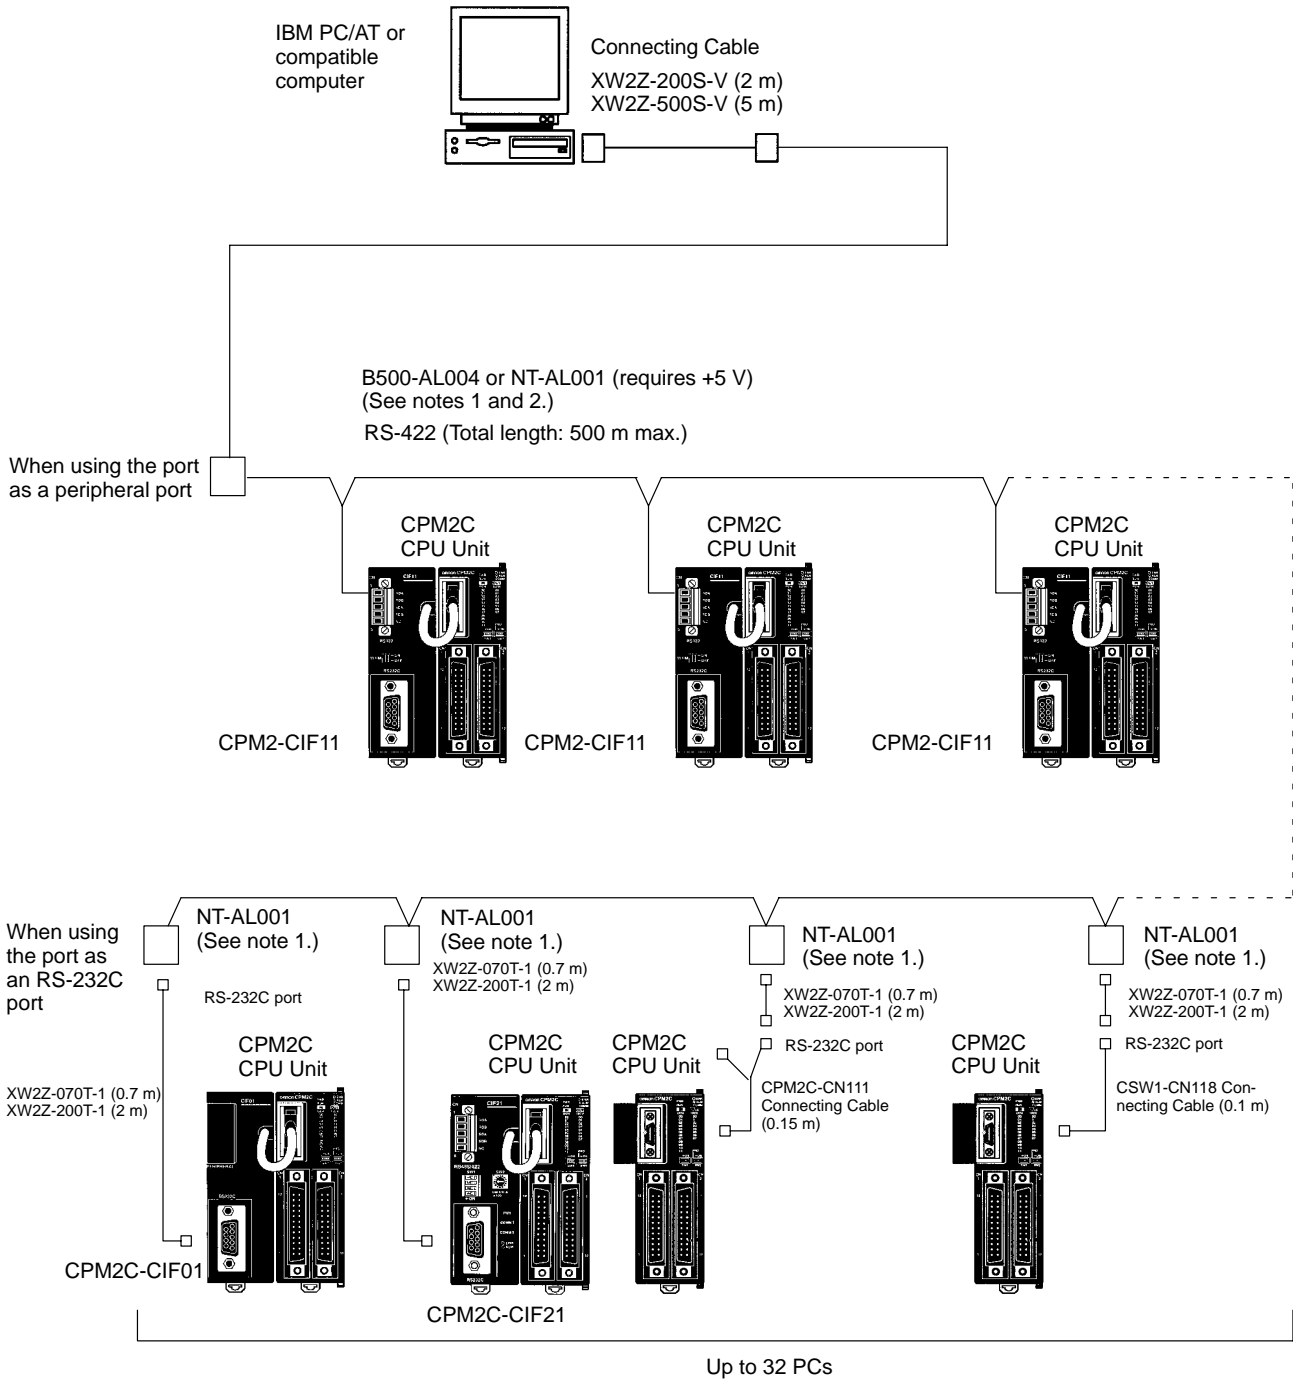 IBM PC/AT or
compatible
computer
Connecting Cable
XW2Z-200S-V (2 m)
XW2Z-500S-V (5 m)
B500-AL004 or NT-AL001 (requires +5 V)
(See notes 1 and 2.)
RS-422 (Total length: 500 m max.)
When using the port
as a peripheral port
CPM2C
CPU Unit
CPM2C
CPU Unit
CPM2C
CPU Unit
CIF11
CIF11
CIF11
CPM2-CIF11
CPM2-CIF11
CPM2-CIF11
When using
the port as
an RS-232C
port
NT-AL001
(See note 1.)
NT-AL001
(See note 1.)
XW2Z-070T-1 (0.7 m)
XW2Z-200T-1 (2 m)
NT-AL001
(See note 1.)
NT-AL001
(See note 1.)
RS-232C port
XW2Z-070T-1 (0.7 m)
XW2Z-200T-1 (2 m)
XW2Z-070T-1 (0.7 m)
XW2Z-200T-1 (2 m)
CPM2C
CPU Unit
CPM2C
CPU Unit
CPM2C
CPU Unit
RS-232C port
CPM2C
CPU Unit
RS-232C port
XW2Z-070T-1 (0.7 m)
XW2Z-200T-1 (2 m)
CPM2C-CN111
Connecting Cable
(0.15 m)
CSW1-CN118 Con-
necting Cable (0.1 m)
CIF01
CIF21
CPM2C-CIF01
CPM2C-CIF21
Up to 32 PCs